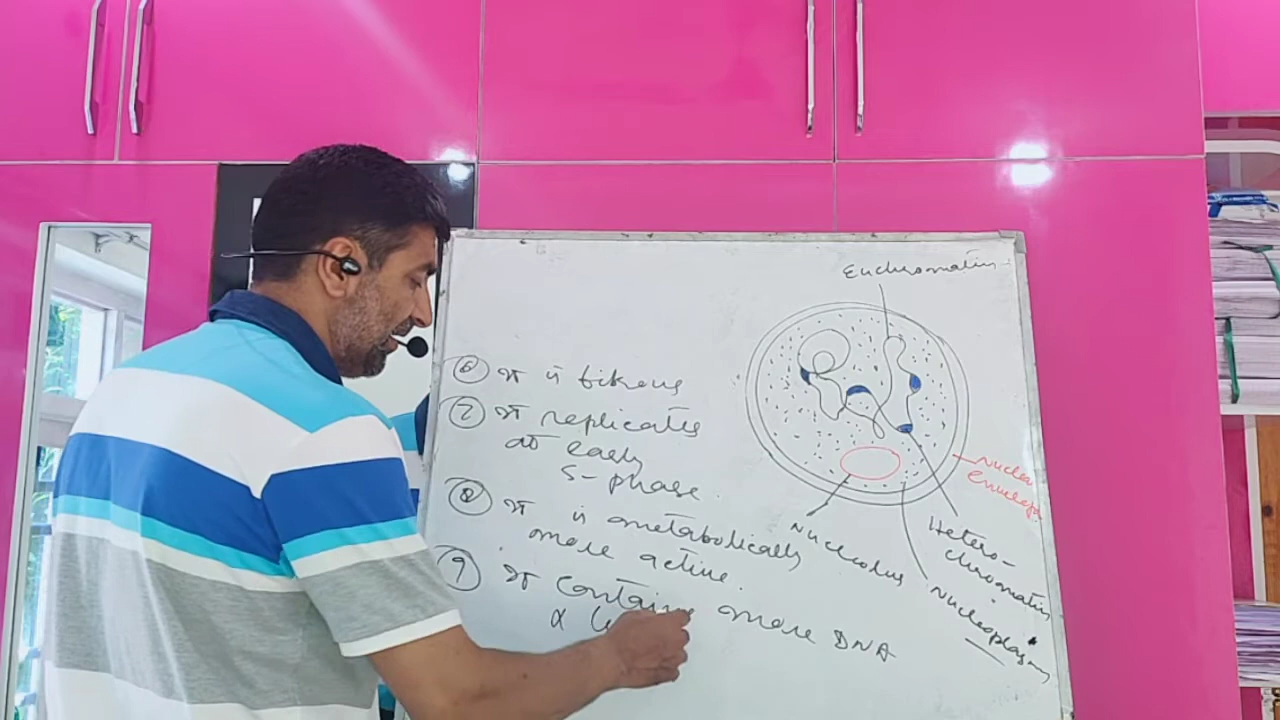 Euchromatin
⑥ It is fibrous
⑦ It replicates
at early
S-phase.
⑧ It is metabolically
more active.
⑨ It contains more DNA
&
Nuclear
Envelop
Hetero-
chromatin
Nucleolus
Nucleoplasm